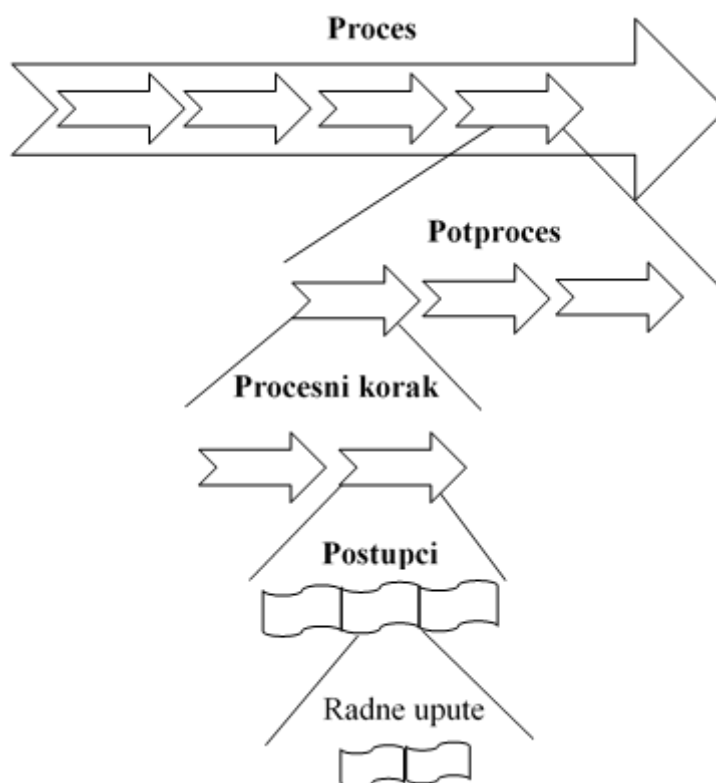 Proces
Potproces
Procesni korak
Postupci
Radne upute